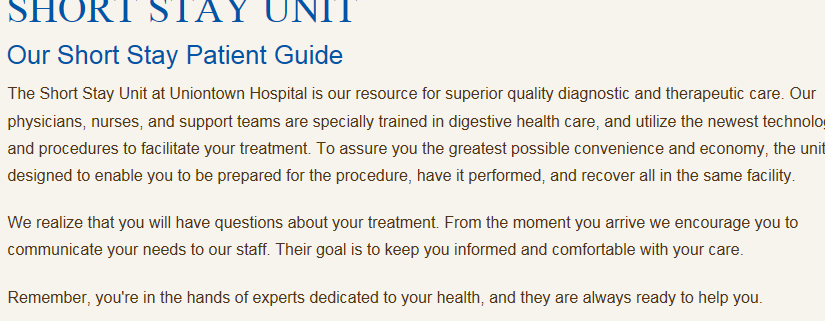 SHORT STAY UNIT
Our Short Stay Patient Guide
The Short Stay Unit at Uniontown Hospital is our resource for superior quality diagnostic and therapeutic care. Our
physicians, nurses, and support teams are specially trained in digestive health care, and utilize the newest technolog
and procedures to facilitate your treatment. To assure you the greatest possible convenience and economy, the unit
designed to enable you to be prepared for the procedure, have it performed, and recover all in the same facility.
We realize that you will have questions about your treatment. From the moment you arrive we encourage you to
communicate your needs to our staff. Their goal is to keep you informed and comfortable with your care.
Remember, you're in the hands of experts dedicated to your health, and they are always ready to help you.